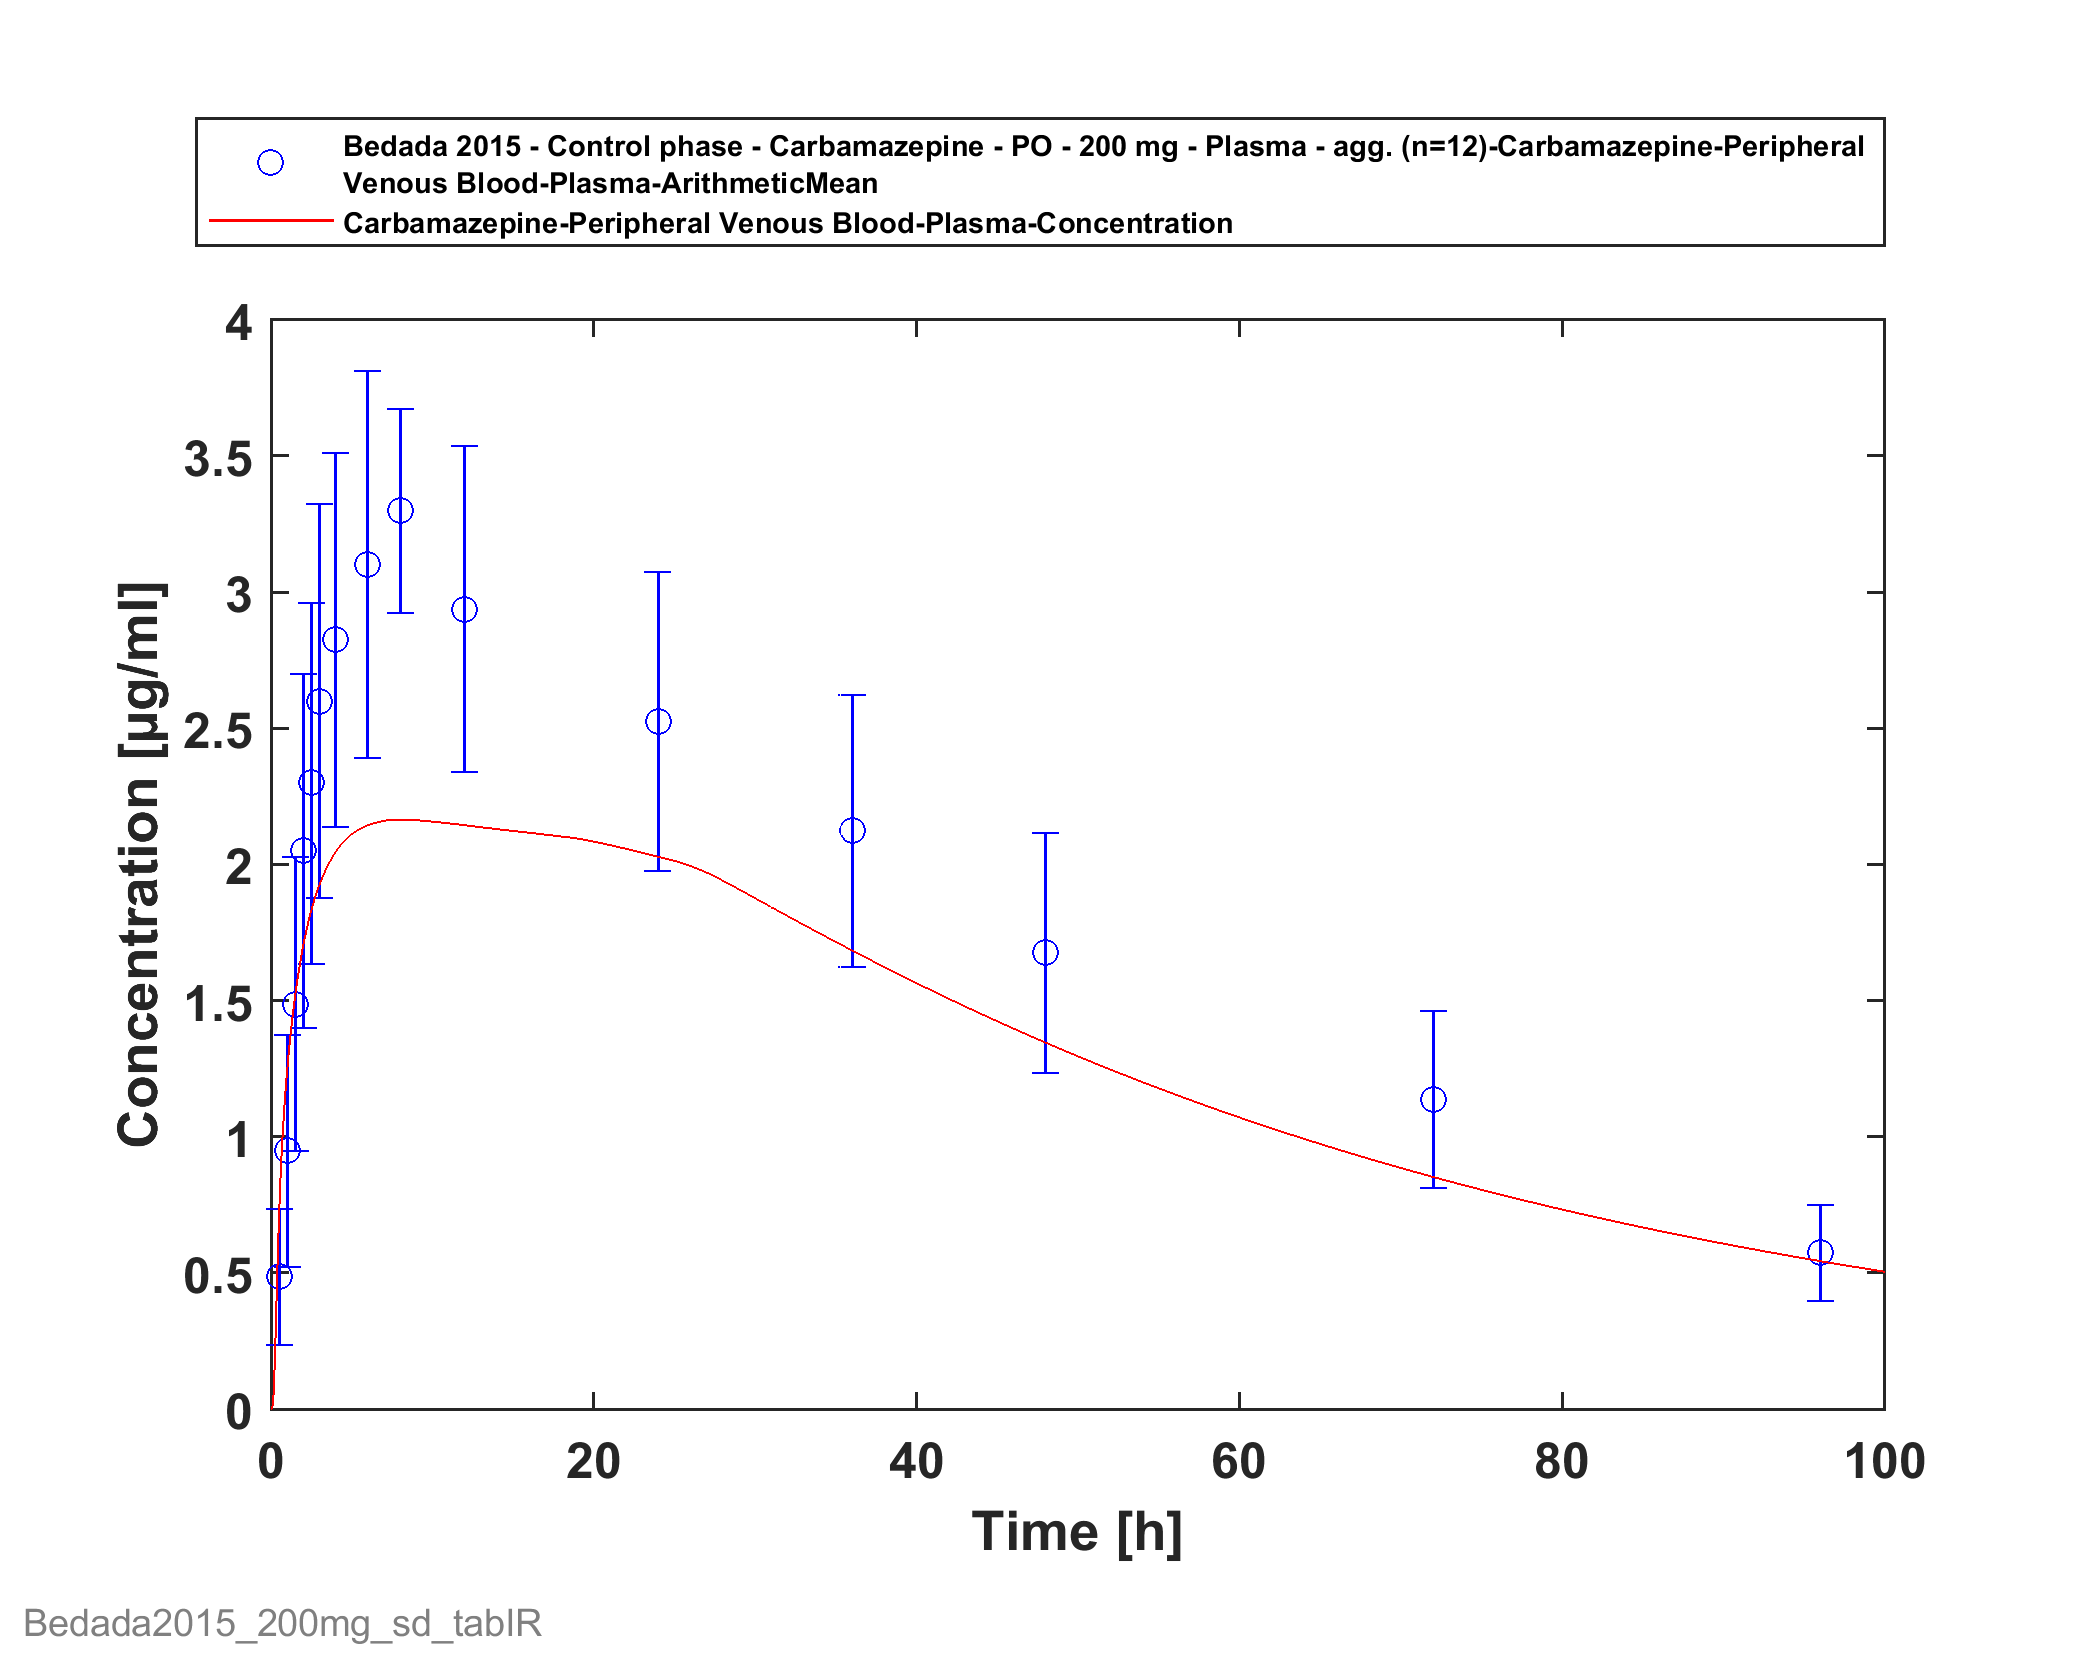 Bedada 2015 - Control phase - Carbamazepine - PO - 200 mg - Plasma - agg. (n=12)-Carbamazepine-Peripheral
Venous Blood-Plasma-ArithmeticMean
Carbamazepine-Peripheral Venous Blood-Plasma-Concentration
4
3.5
3
2.5
2
1.5
1
0.5
0
Concentration [µg/ml]
0 20 40 60 80 100
Time [h]
Bedada2015_200mg_sd_tablR